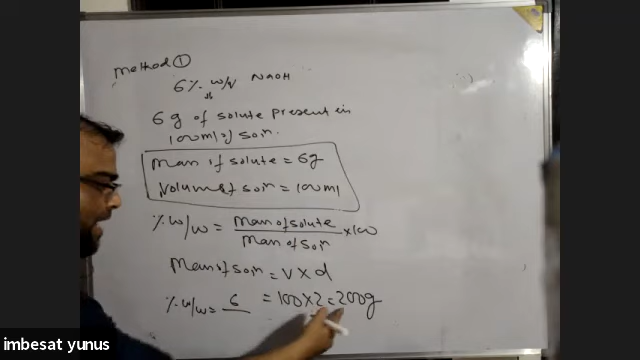 Method ①
6% w/v NaOH
6 g of solute present in
100ml of soln.
Mass of solute = 6g
Volume of soln = 100ml
% w/w = Mass of solute / Mass of soln × 100
Mass of soln = V × d
= 100 × 2 = 200g
% w/w = 6
imbesat yunus